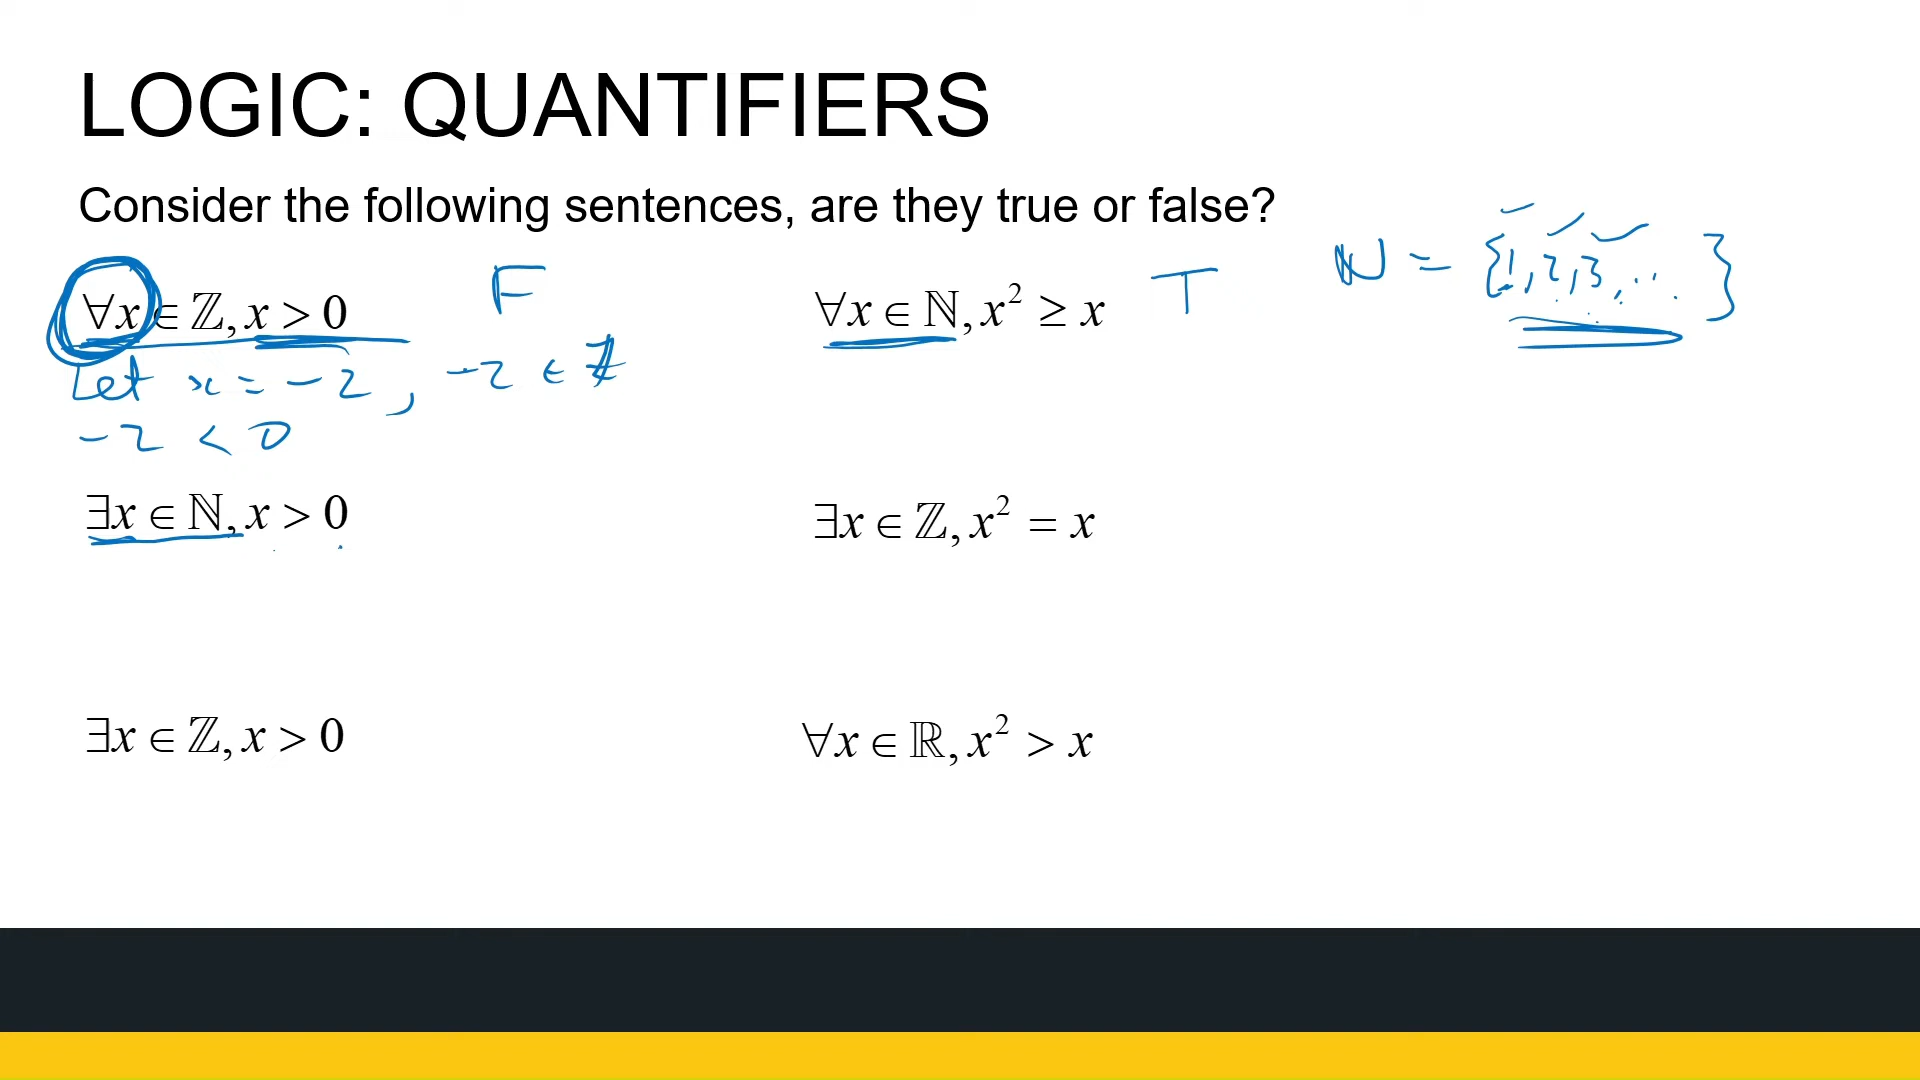 LOGIC: QUANTIFIERS
Consider the following sentences, are they true or false?
∀x ∈ ℤ, x > 0 F
Let x = -2, -2 ∈ ℤ
-2 < 0
∀x ∈ ℕ, x² ≥ x T
ℕ = {1, 2, 3, ... }
∃x ∈ ℕ, x > 0
∃x ∈ ℤ, x² = x
∃x ∈ ℤ, x > 0
∀x ∈ ℝ, x² > x